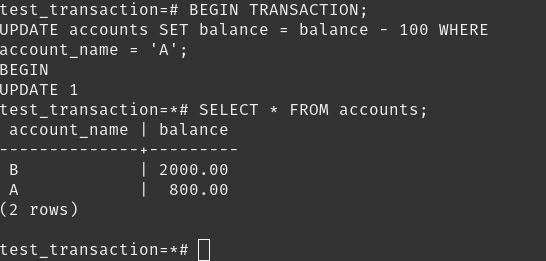 test_transaction=# BEGIN TRANSACTION;
UPDATE accounts SET balance = balance - 100 WHERE
account_name = 'A';
BEGIN
UPDATE 1
test_transaction=*# SELECT * FROM accounts;
 account_name | balance
--------------+---------
 B            | 2000.00
 A            |  800.00
(2 rows)

test_transaction=*#